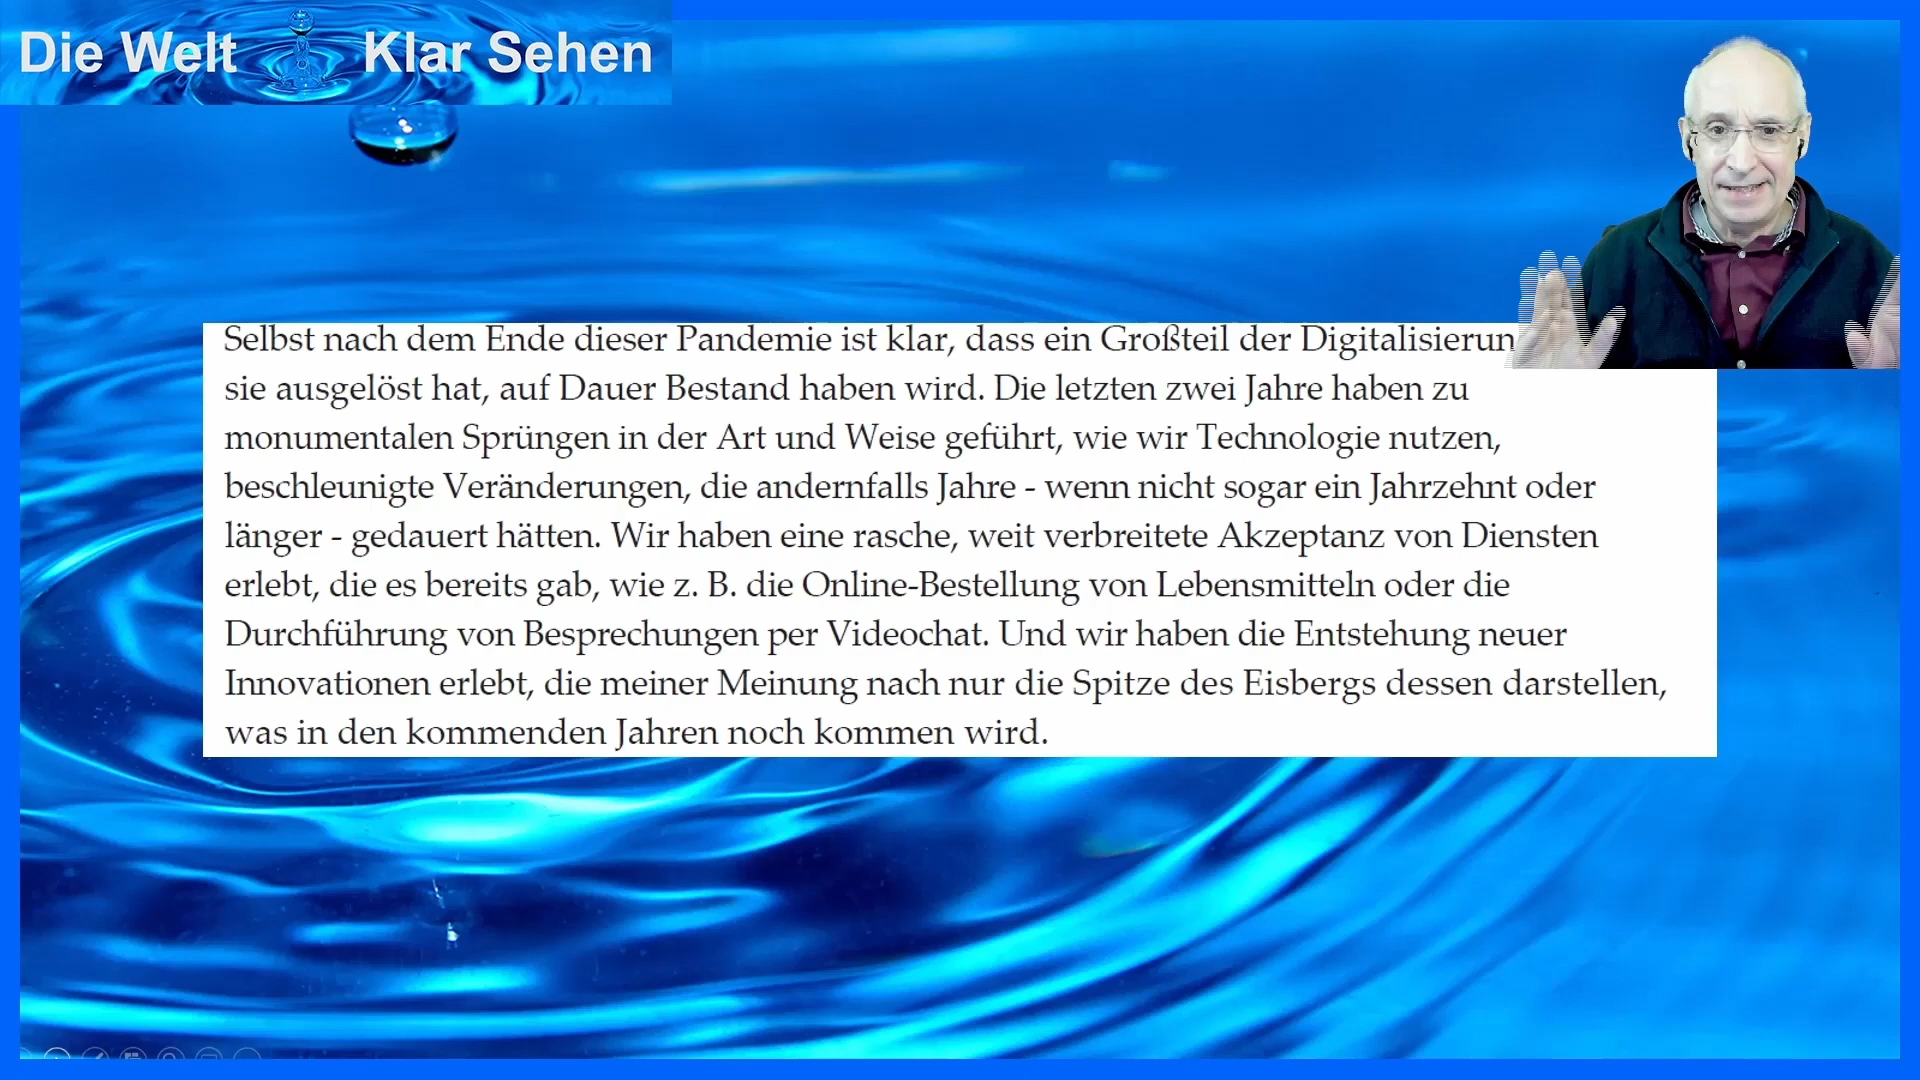 Die Welt Klar Sehen
Selbst nach dem Ende dieser Pandemie ist klar, dass ein Großteil der
sie ausgelöst hat, auf Dauer Bestand haben wird. Die letzten zwei Jahre haben zu
monumentalen Sprüngen in der Art und Weise geführt, wie wir Technologie nutzen,
beschleunigte Veränderungen, die andernfalls Jahre - wenn nicht sogar ein Jahrzehnt oder
länger - gedauert hätten. Wir haben eine rasche, weit verbreitete Akzeptanz von Diensten
erlebt, die es bereits gab, wie z. B. die Online-Bestellung von Lebensmitteln oder die
Durchführung von Besprechungen per Videochat. Und wir haben die Entstehung neuer
Innovationen erlebt, die meiner Meinung nach nur die Spitze des Eisbergs dessen darstellen,
was in den kommenden Jahren noch kommen wird.